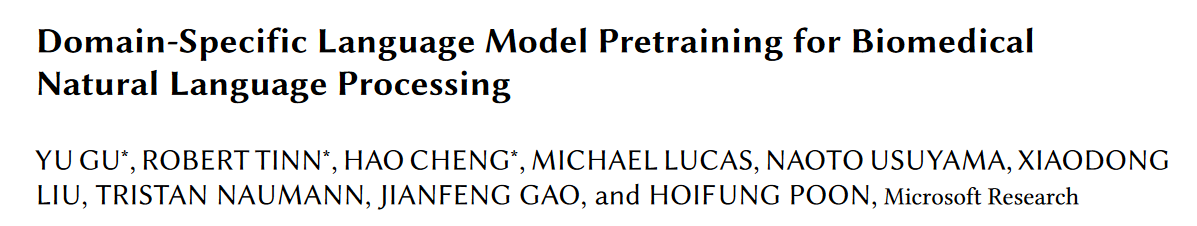 Domain-Specific Language Model Pretraining for Biomedical
Natural Language Processing
YU GU*, ROBERT TINN*, HAO CHENG*, MICHAEL LUCAS, NAOTO USUYAMA, XIAODONG
LIU, TRISTAN NAUMANN, JIANFENG GAO, and HOIFUNG POON, Microsoft Research